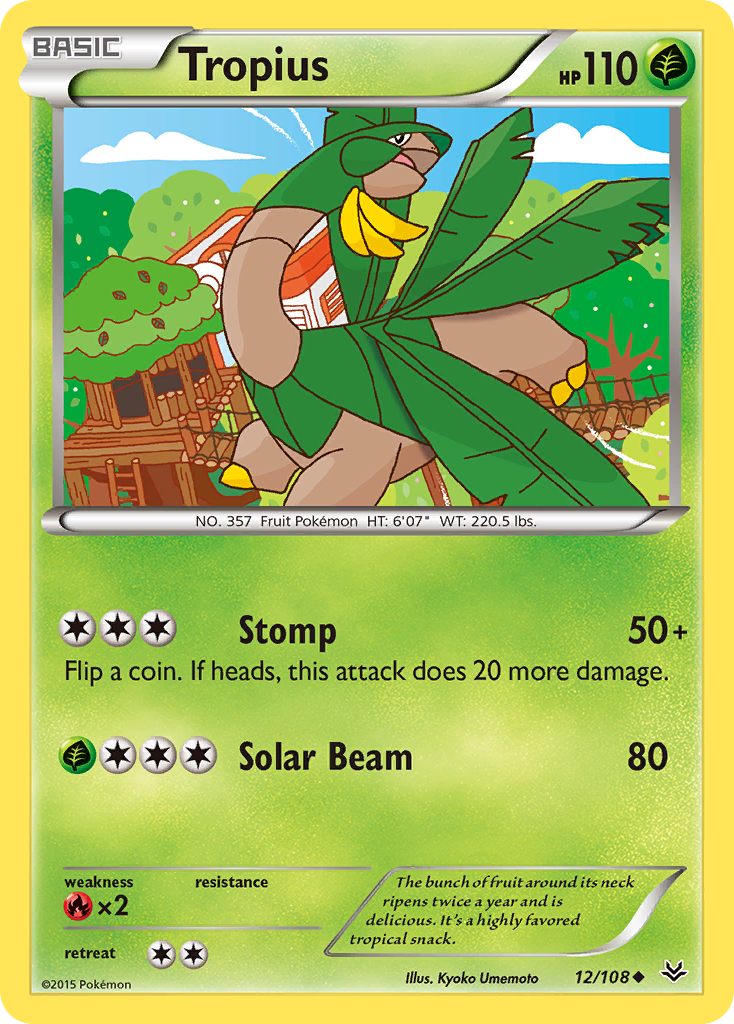 BASIC
Tropius
HP110
NO. 357 Fruit Pokémon HT: 6'07" WT: 220.5 lbs.
Stomp 50+
Flip a coin. If heads, this attack does 20 more damage.
Solar Beam 80
weakness resistance
×2
The bunch of fruit around its neck
ripens twice a year and is
delicious. It's a highly favored
tropical snack.
retreat
©2015 Pokémon
Illus. Kyoko Umemoto
12/108